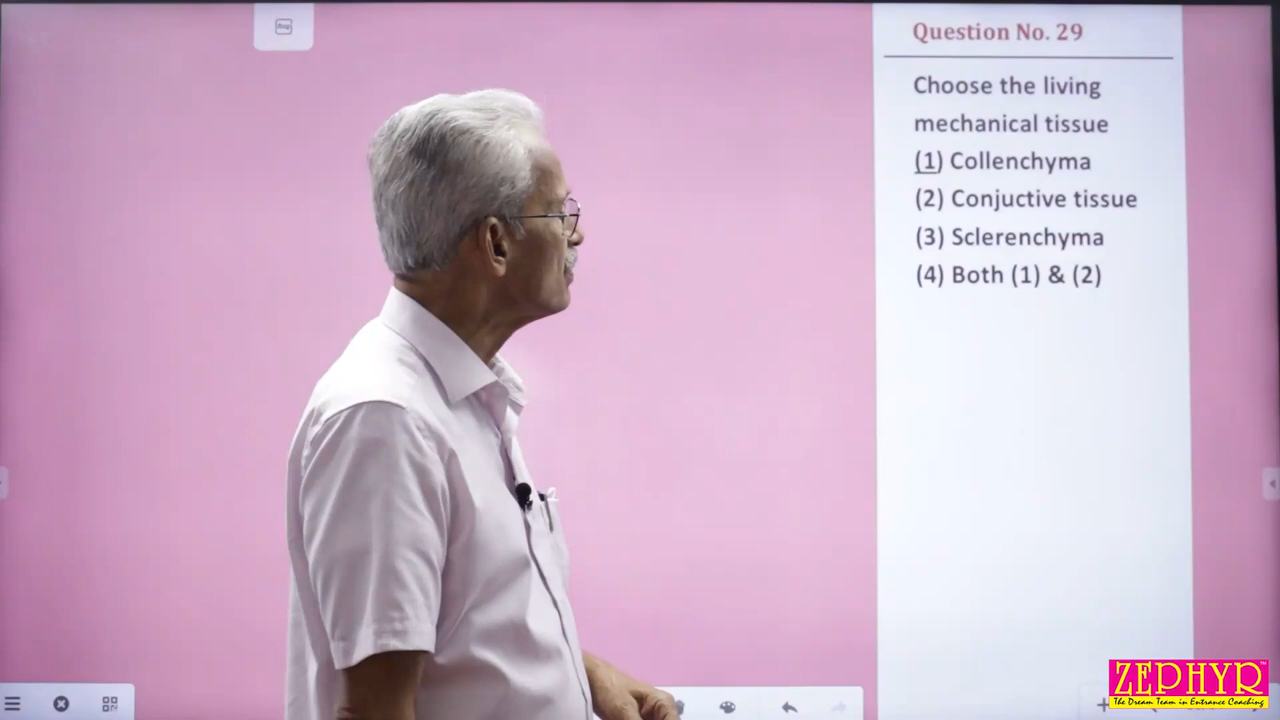 Question No. 29
Choose the living
mechanical tissue
(1) Collenchyma
(2) Conjuctive tissue
(3) Sclerenchyma
(4) Both (1) & (2)
ZEPHYR™
The Dream Team in Entrance Coaching